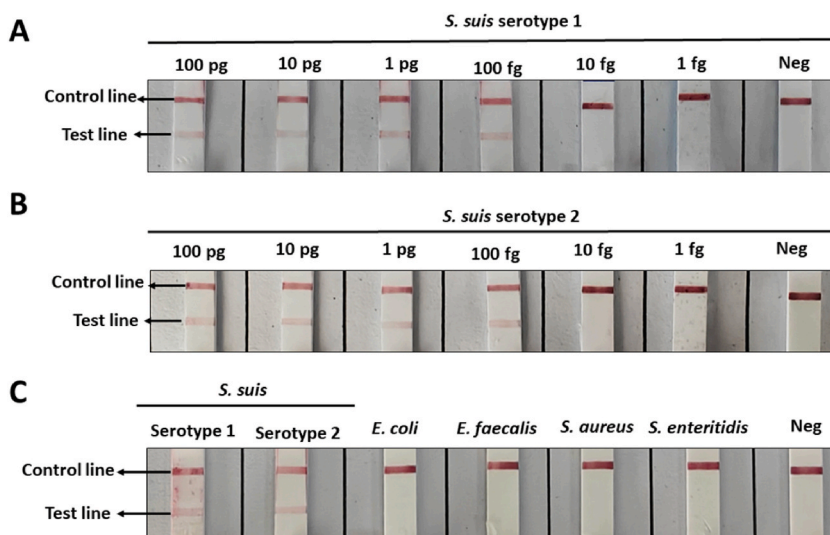 A
S. suis serotype 1
100 pg 10 pg 1 pg 100 fg 10 fg 1 fg Neg
Control line
Test line
B
S. suis serotype 2
100 pg 10 pg 1 pg 100 fg 10 fg 1 fg Neg
Control line
Test line
C
S. suis
Serotype 1 Serotype 2 E. coli E. faecalis S. aureus S. enteritidis Neg
Control line
Test line